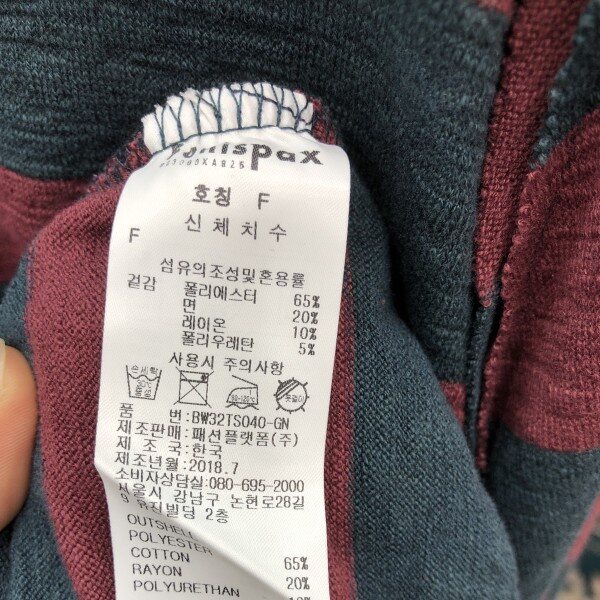 호칭 F
신체치수
F
섬유의조성및혼용률
겉감 폴리에스터 65%
면 20%
레이온 10%
폴리우레탄 5%
사용시 주의사항
손세탁
80~120℃
품 번:BW32TS040-GN
제조판매:패션플랫폼(주)
제 조 국:한국
제조년월:2018.7
소비자상담실:080-695-2000
서울시 강남구 논현로28길
2층
OUTSHELL
POLYESTER 65%
COTTON 20%
RAYON
POLYURETHAN